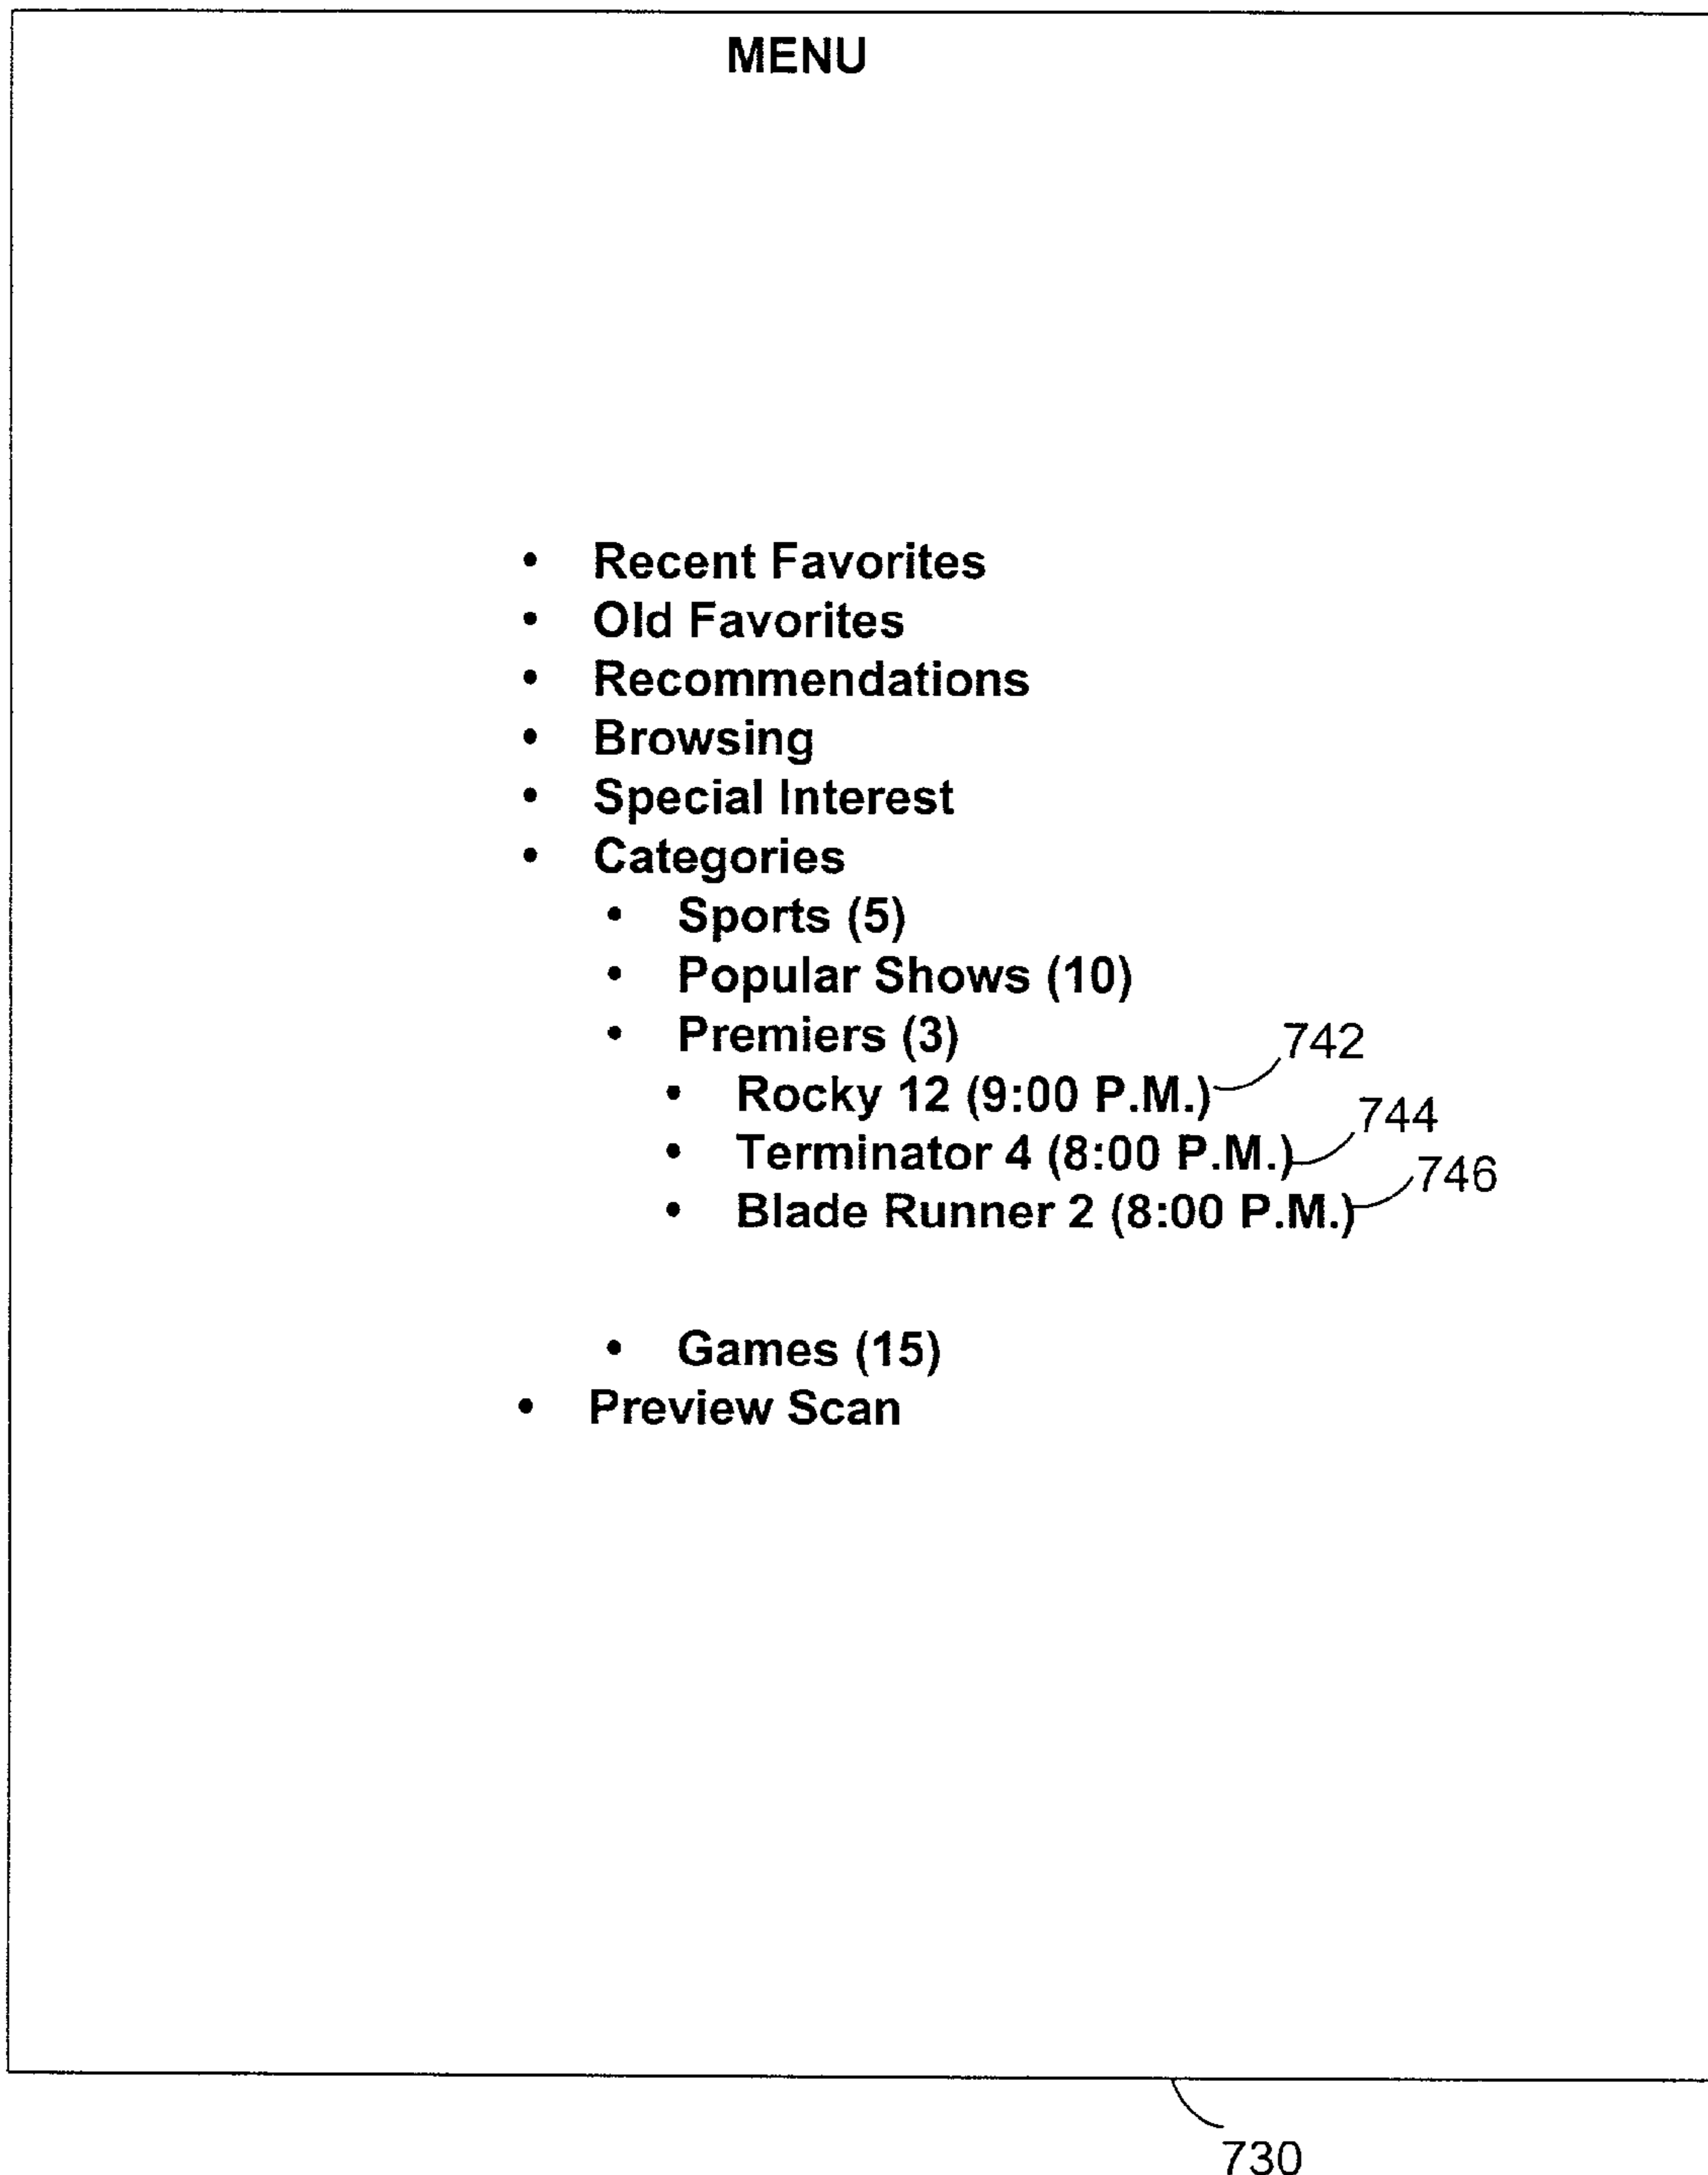 MENU
• Recent Favorites
• Old Favorites
• Recommendations
• Browsing
• Special Interest
• Categories
• Sports (5)
• Popular Shows (10)
• Premiers (3)
742
• Rocky 12 (9:00 P.M.)
744
• Terminator 4 (8:00 P.M.)
746
• Blade Runner 2 (8:00 P.M.)
• Games (15)
• Preview Scan
730